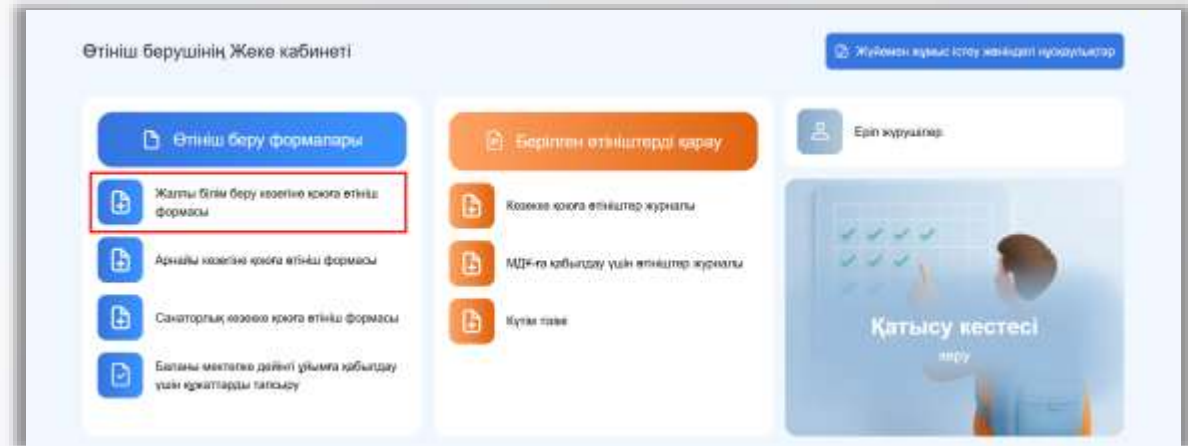 Өтініш берушінің Жеке кабинеті
Жүйемен жұмыс істеу жөніндегі нұсқаулықтар
Өтініш беру формалары
Жалпы білім беру кезегіне қоюға өтініш
формасы
Арнайы кезегіне қоюға өтініш формасы
Санаторлық кезекке қоюға өтініш формасы
Баланы мектепке дейінгі ұйымға қабылдау
үшін құжаттарды тапсыру
Берілген өтініштерді қарау
Кезекке қоюға өтініштер журналы
МДҰ-ға қабылдау үшін өтініштер журналы
Күтім тізімі
Еріп жүрушілер
Қатысу кестесі
көру